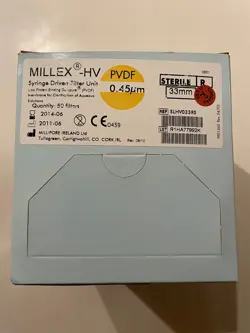 MILLEX®-HV
Syringe Driven Filter Unit
Low Protein Binding Durapore® (PVDF)
Membrane for Clarification of Aqueous
Solutions
Quantity: 50 filters
2014-06
2011-06
0459
MILLIPORE IRELAND Ltd
Tullagreen, Carrigtwohill, CO. CORK IRL
PVDF
0.45µm
STERILE R
33mm
REF SLHV033RS
LOT